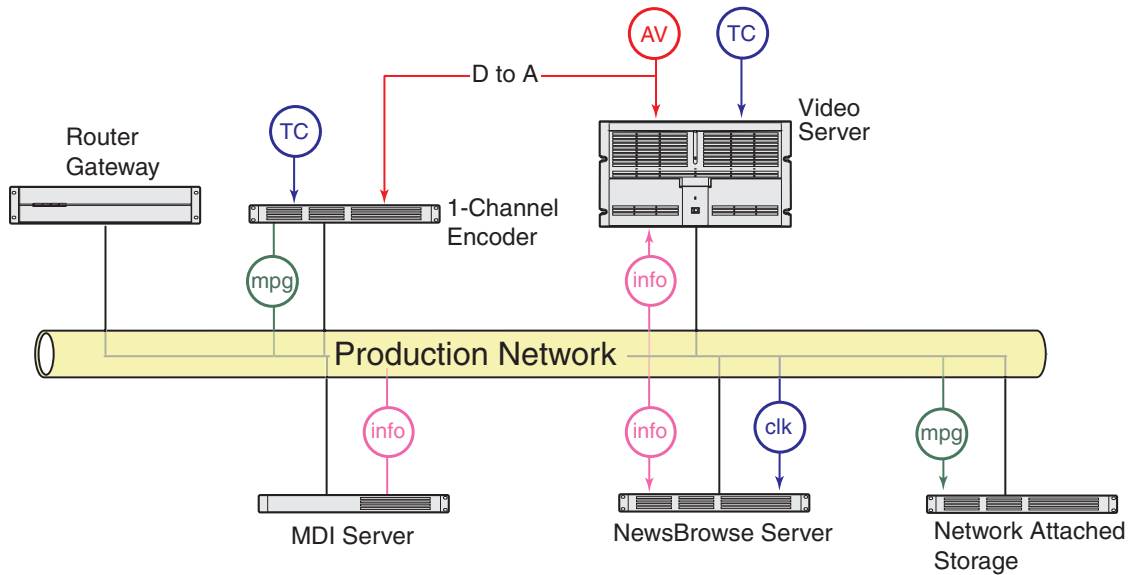 AV
TC
D to A
Video
Server
TC
Router
Gateway
1-Channel
Encoder
mpg
info
Production Network
info
info
clk
mpg
MDI Server
NewsBrowse Server
Network Attached
Storage